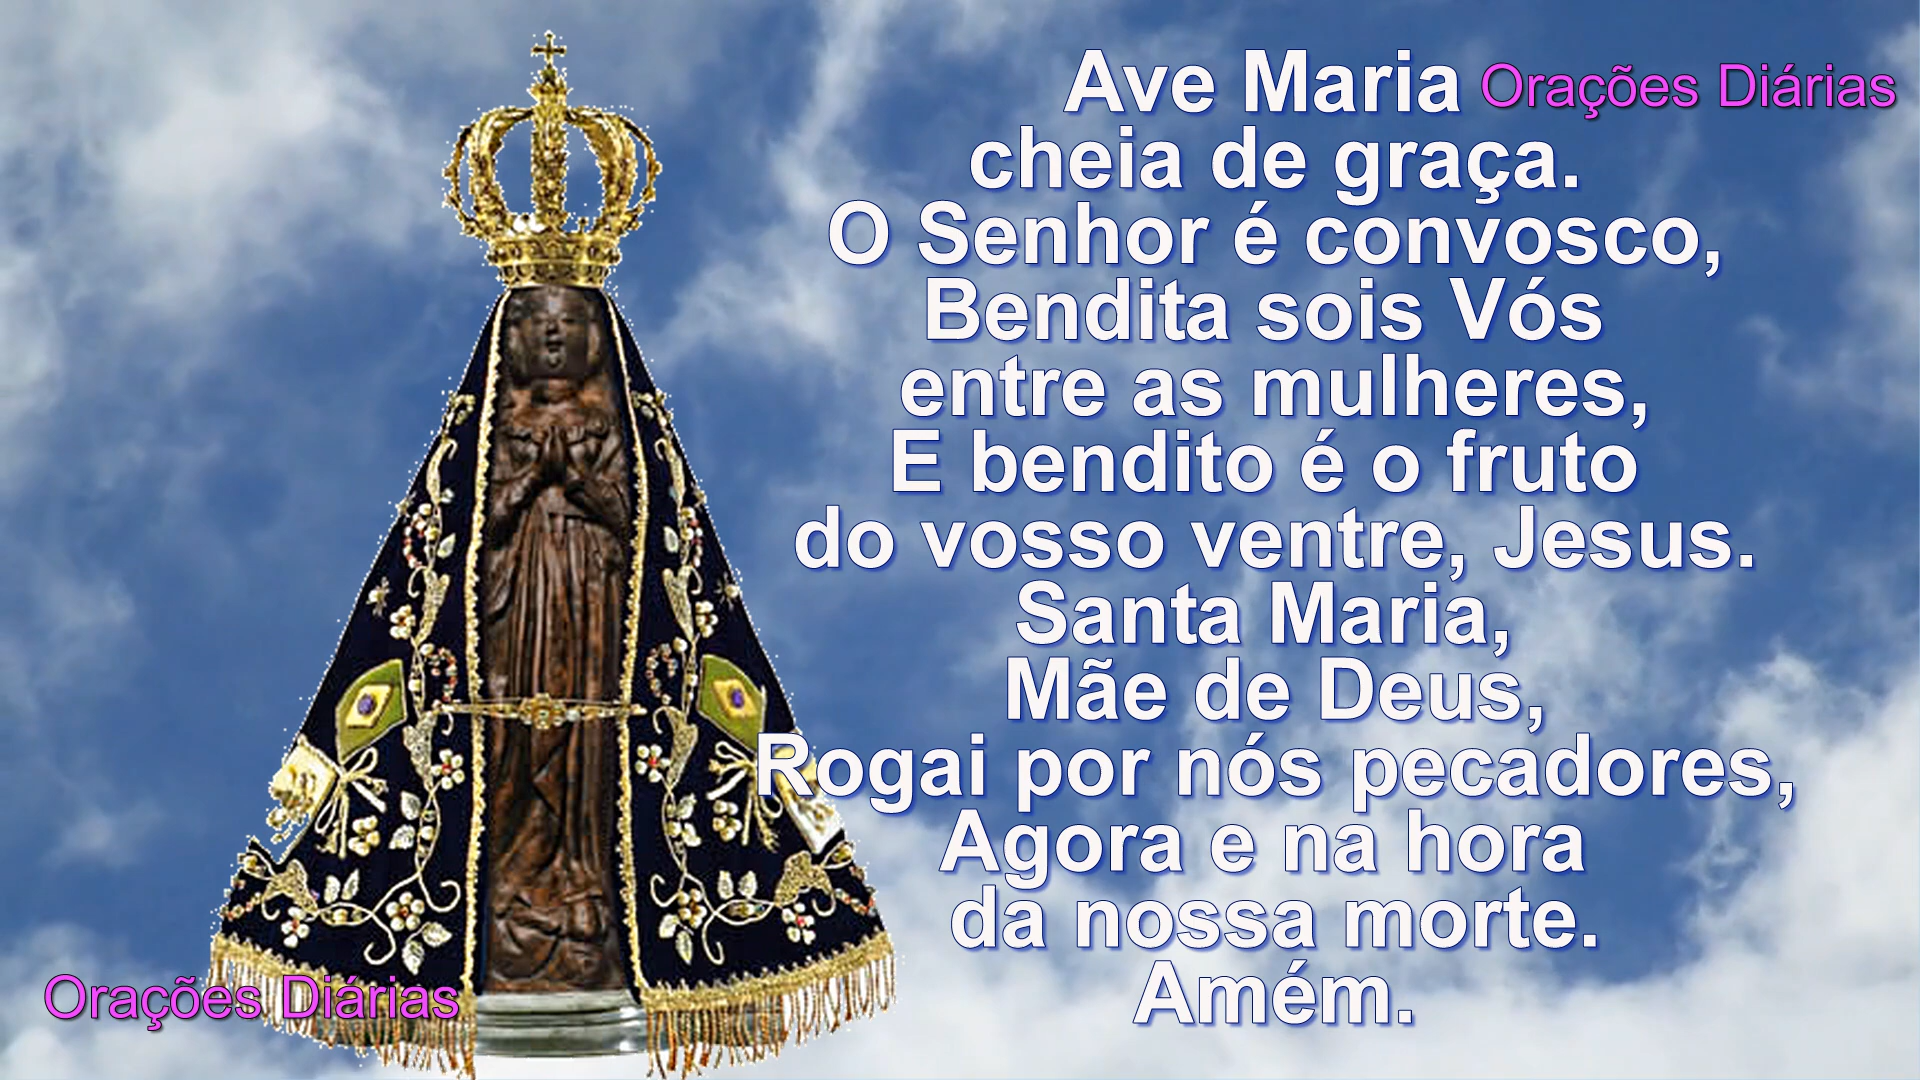 Ave Maria
Orações Diárias
cheia de graça.
O Senhor é convosco,
Bendita sois Vós
entre as mulheres,
E bendito é o fruto
do vosso ventre, Jesus.
Santa Maria,
Mãe de Deus,
Rogai por nós pecadores,
Agora e na hora
da nossa morte.
Amém.
Orações Diárias